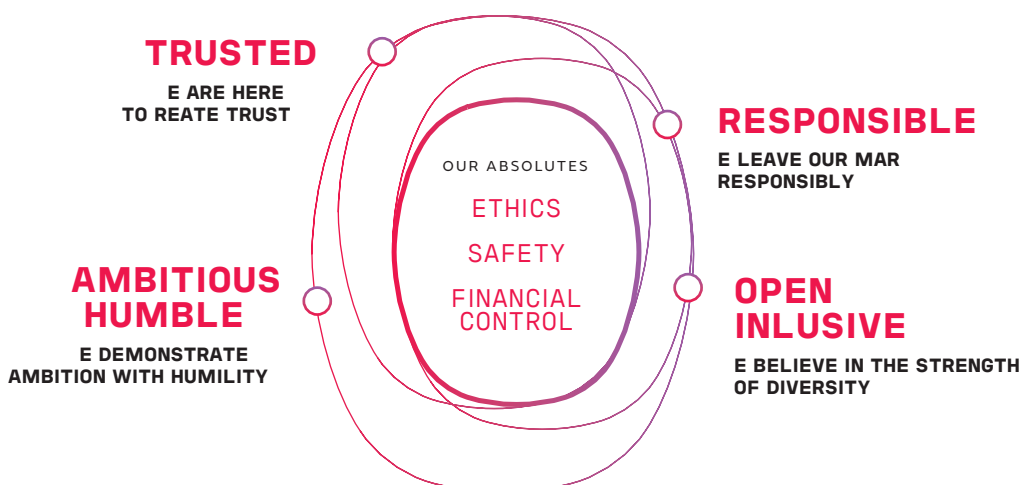 TRUSTED
E ARE HERE
TO REATE TRUST
RESPONSIBLE
E LEAVE OUR MAR
RESPONSIBLY
OUR ABSOLUTES
ETHICS
SAFETY
FINANCIAL
CONTROL
AMBITIOUS
HUMBLE
E DEMONSTRATE
AMBITION WITH HUMILITY
OPEN
INLUSIVE
E BELIEVE IN THE STRENGTH
OF DIVERSITY